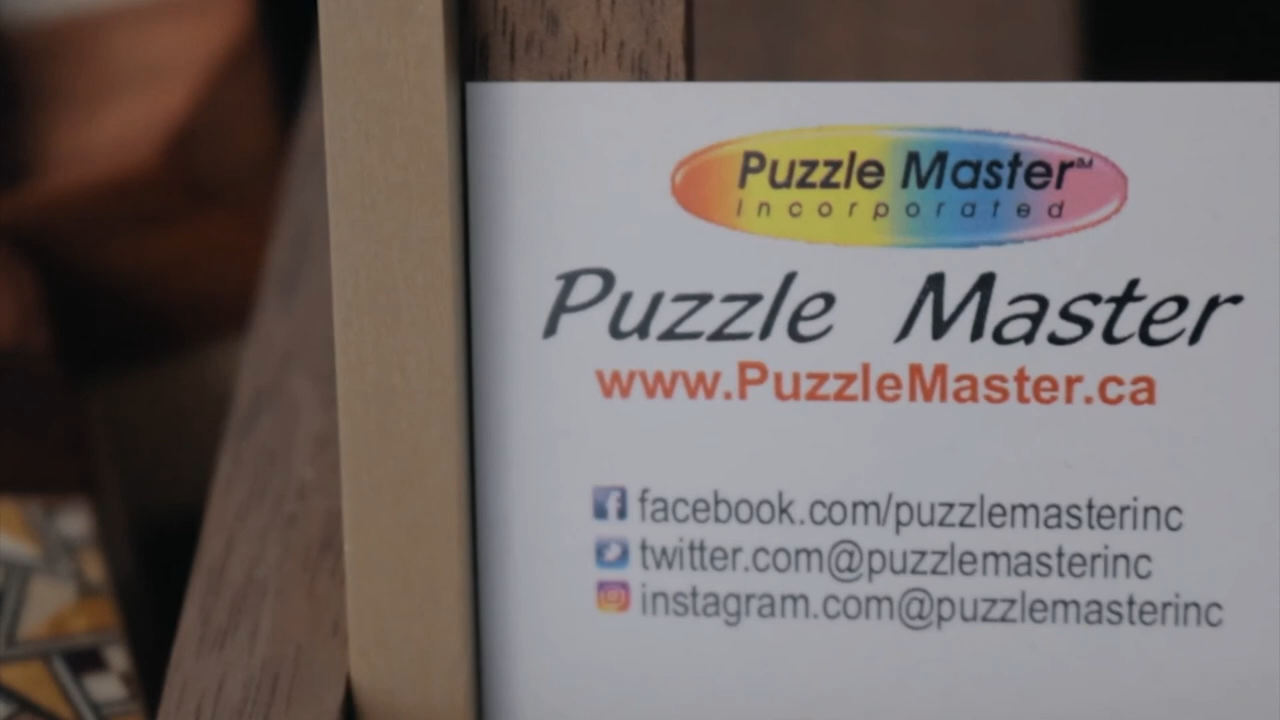 Puzzle Master™
Incorporated
Puzzle Master
www.PuzzleMaster.ca
facebook.com/puzzlemasterinc
twitter.com@puzzlemasterinc
instagram.com@puzzlemasterinc